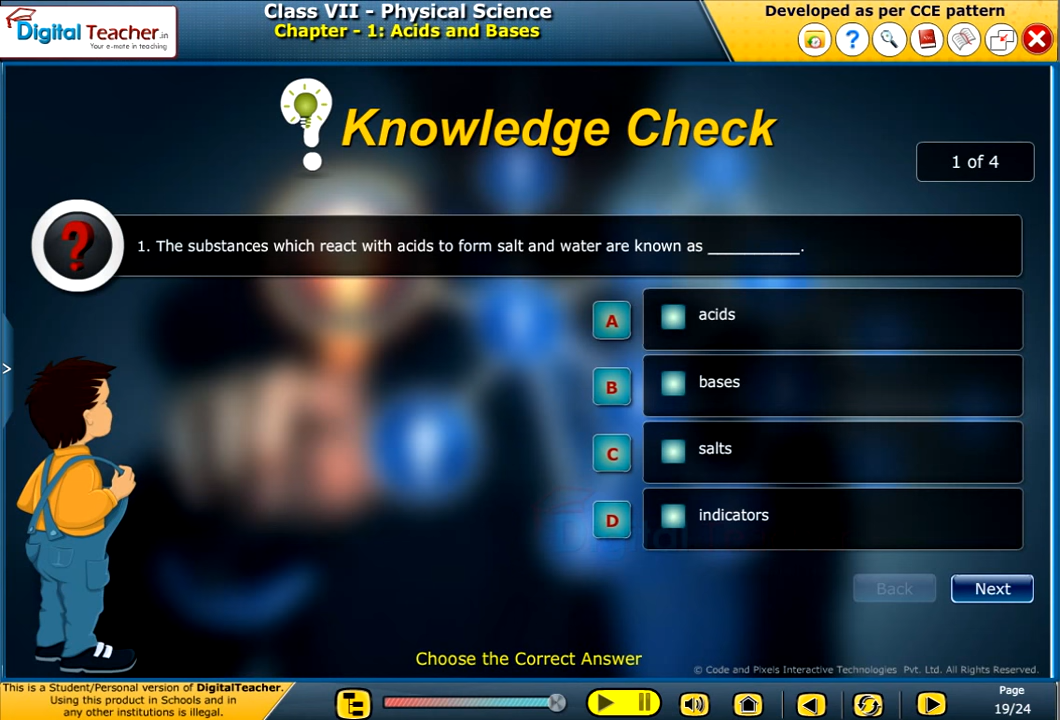 Digital Teacher.in
Your e-mate in teaching
Class VII - Physical Science
Chapter - 1: Acids and Bases
Developed as per CCE pattern
Knowledge Check
1 of 4
1. The substances which react with acids to form salt and water are known as __________.
A acids
B bases
C salts
D indicators
Back
Next
Choose the Correct Answer
© Code and Pixels Interactive Technologies Pvt. Ltd. All Rights Reserved.
This is a Student/Personal version of DigitalTeacher.
Using this product in Schools and in
any other institutions is illegal.
Page
19/24